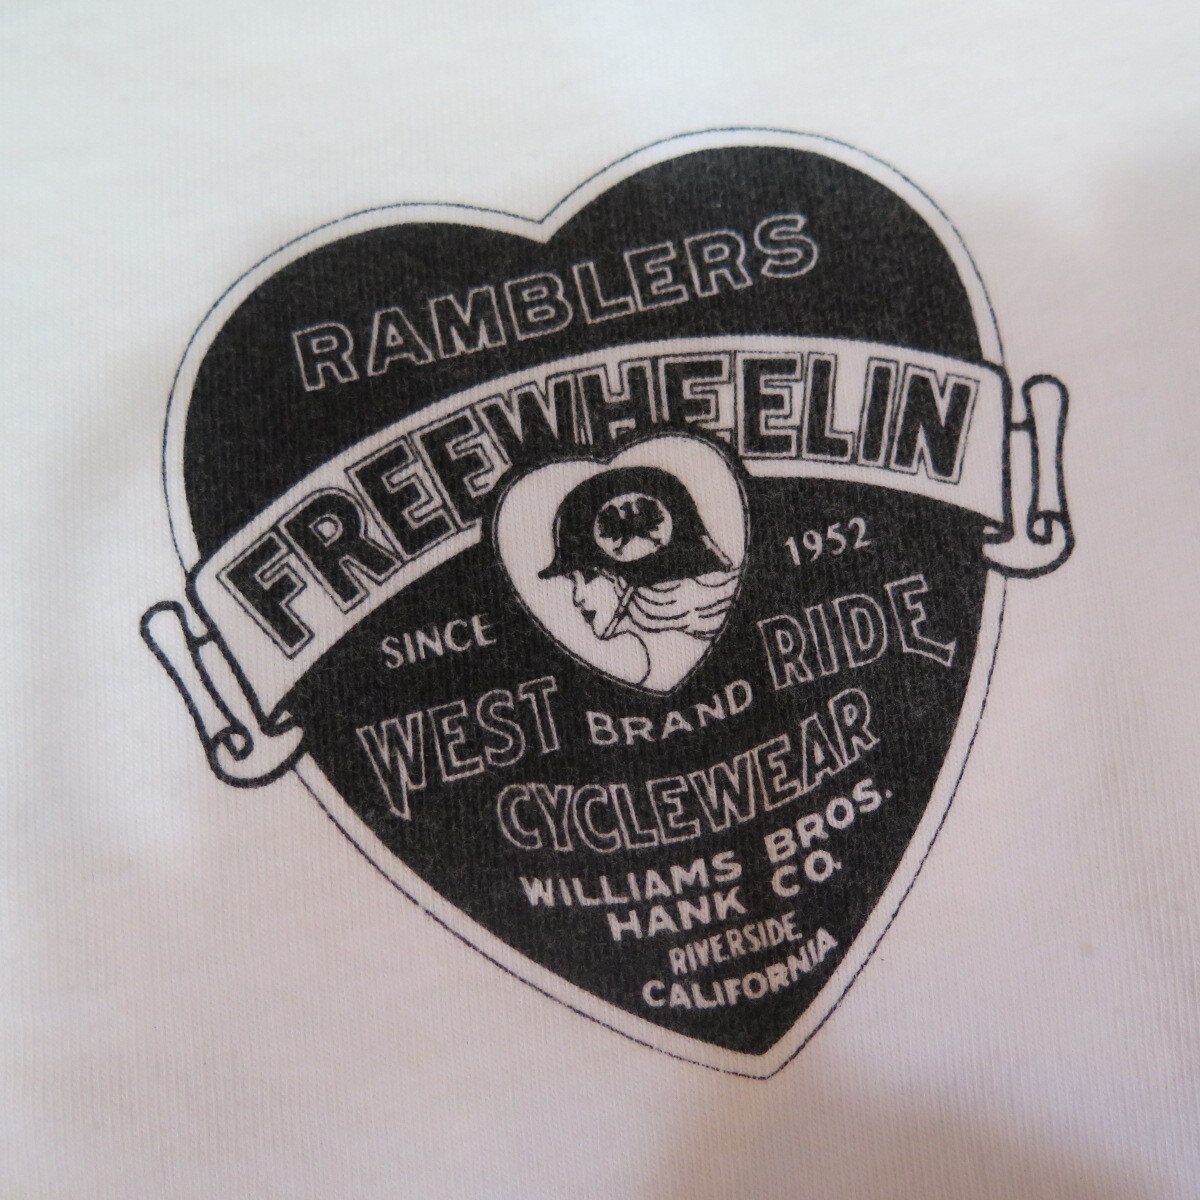 RAMBLERS
FREEWHEELIN
SINCE 1952
WEST BRAND RIDE
CYCLEWEAR
WILLIAMS BROS.
HANK CO.
RIVERSIDE
CALIFORNIA